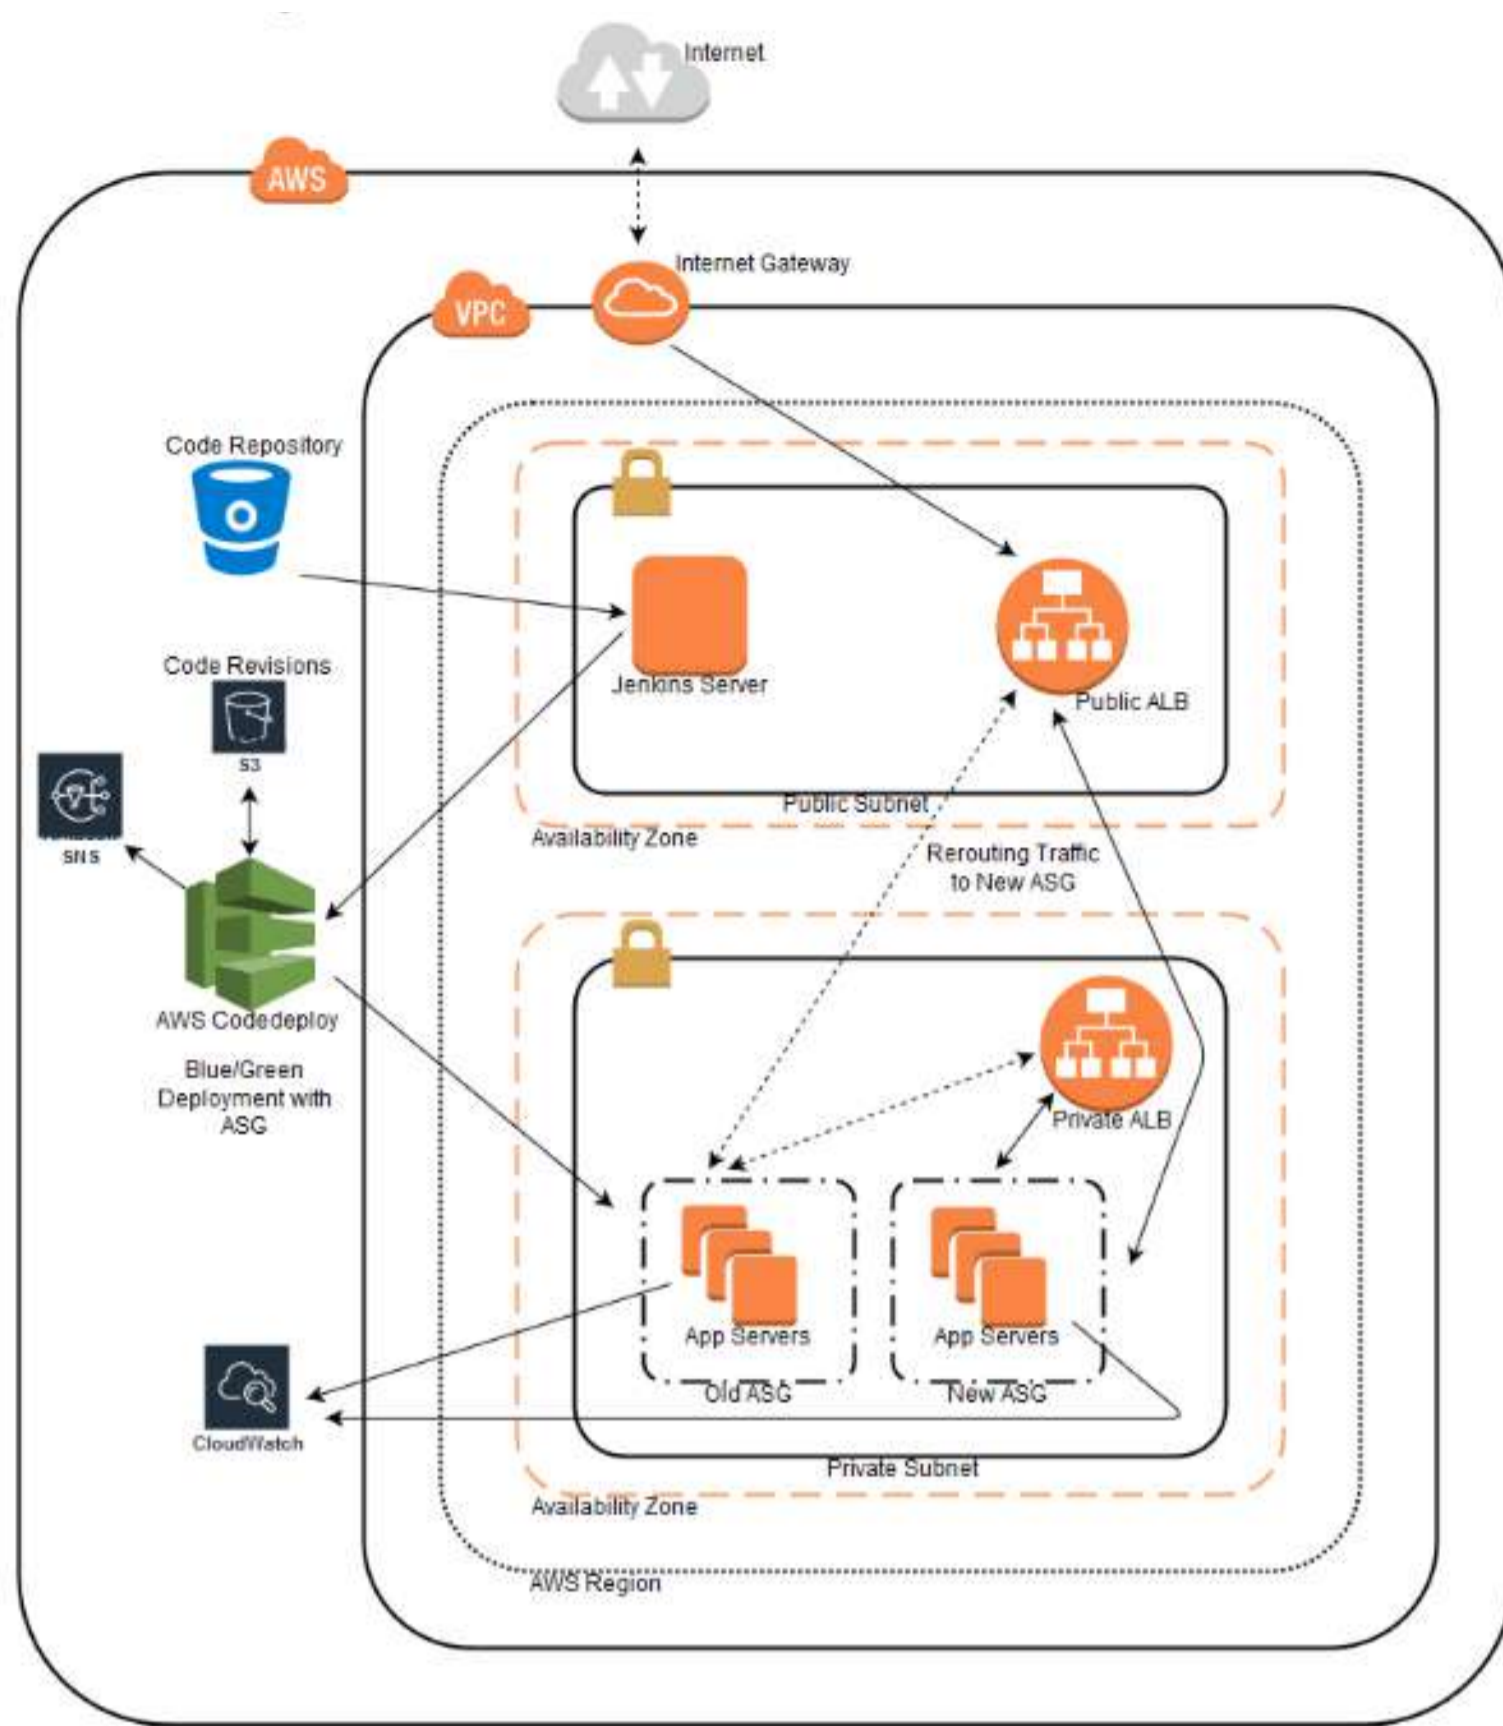 Internet
AWS
Internet Gateway
VPC
Code Repository
Code Revisions
Jenkins Server
Public ALB
S3
Public Subnet
Availability Zone
SNS
Rerouting Traffic
to New ASG
AWS Codedeploy
Blue/Green
Deployment with
ASG
Private ALB
App Servers
App Servers
Old ASG
New ASG
CloudWatch
Private Subnet
Availability Zone
AWS Region